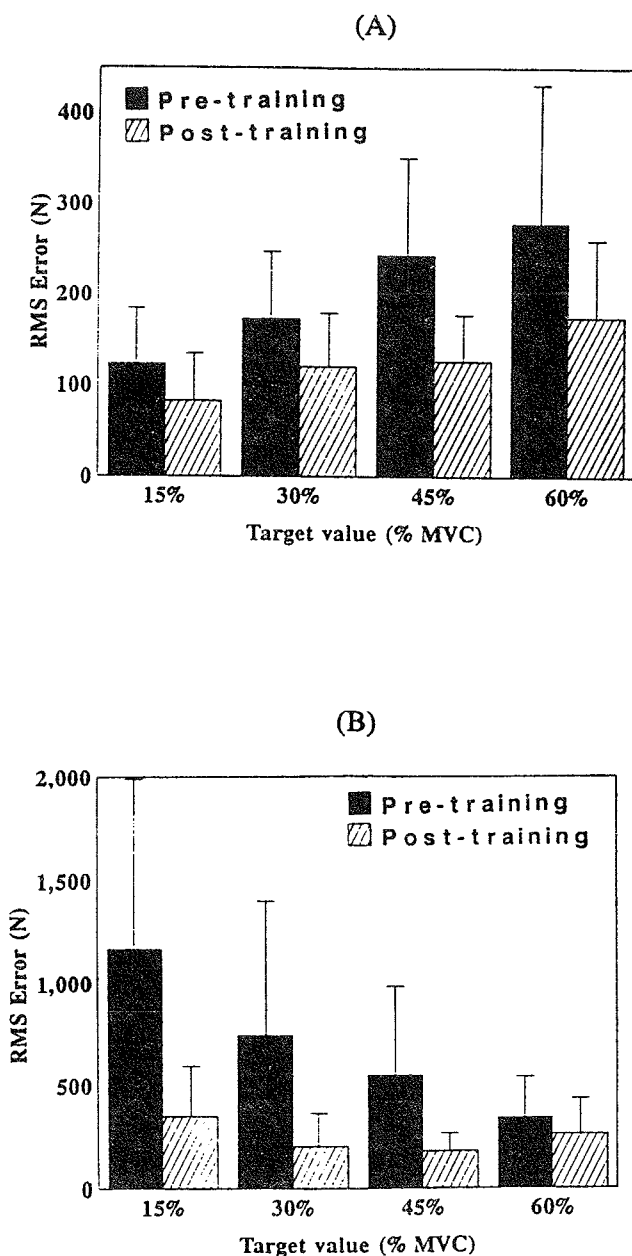 (A)
400
300
200
100
0
RMS Error (N)
Pre-training
Post-training
15% 30% 45% 60%
Target value (% MVC)
(B)
2,000
1,500
1,000
500
0
RMS Error (N)
Pre-training
Post-training
15% 30% 45% 60%
Target value (% MVC)